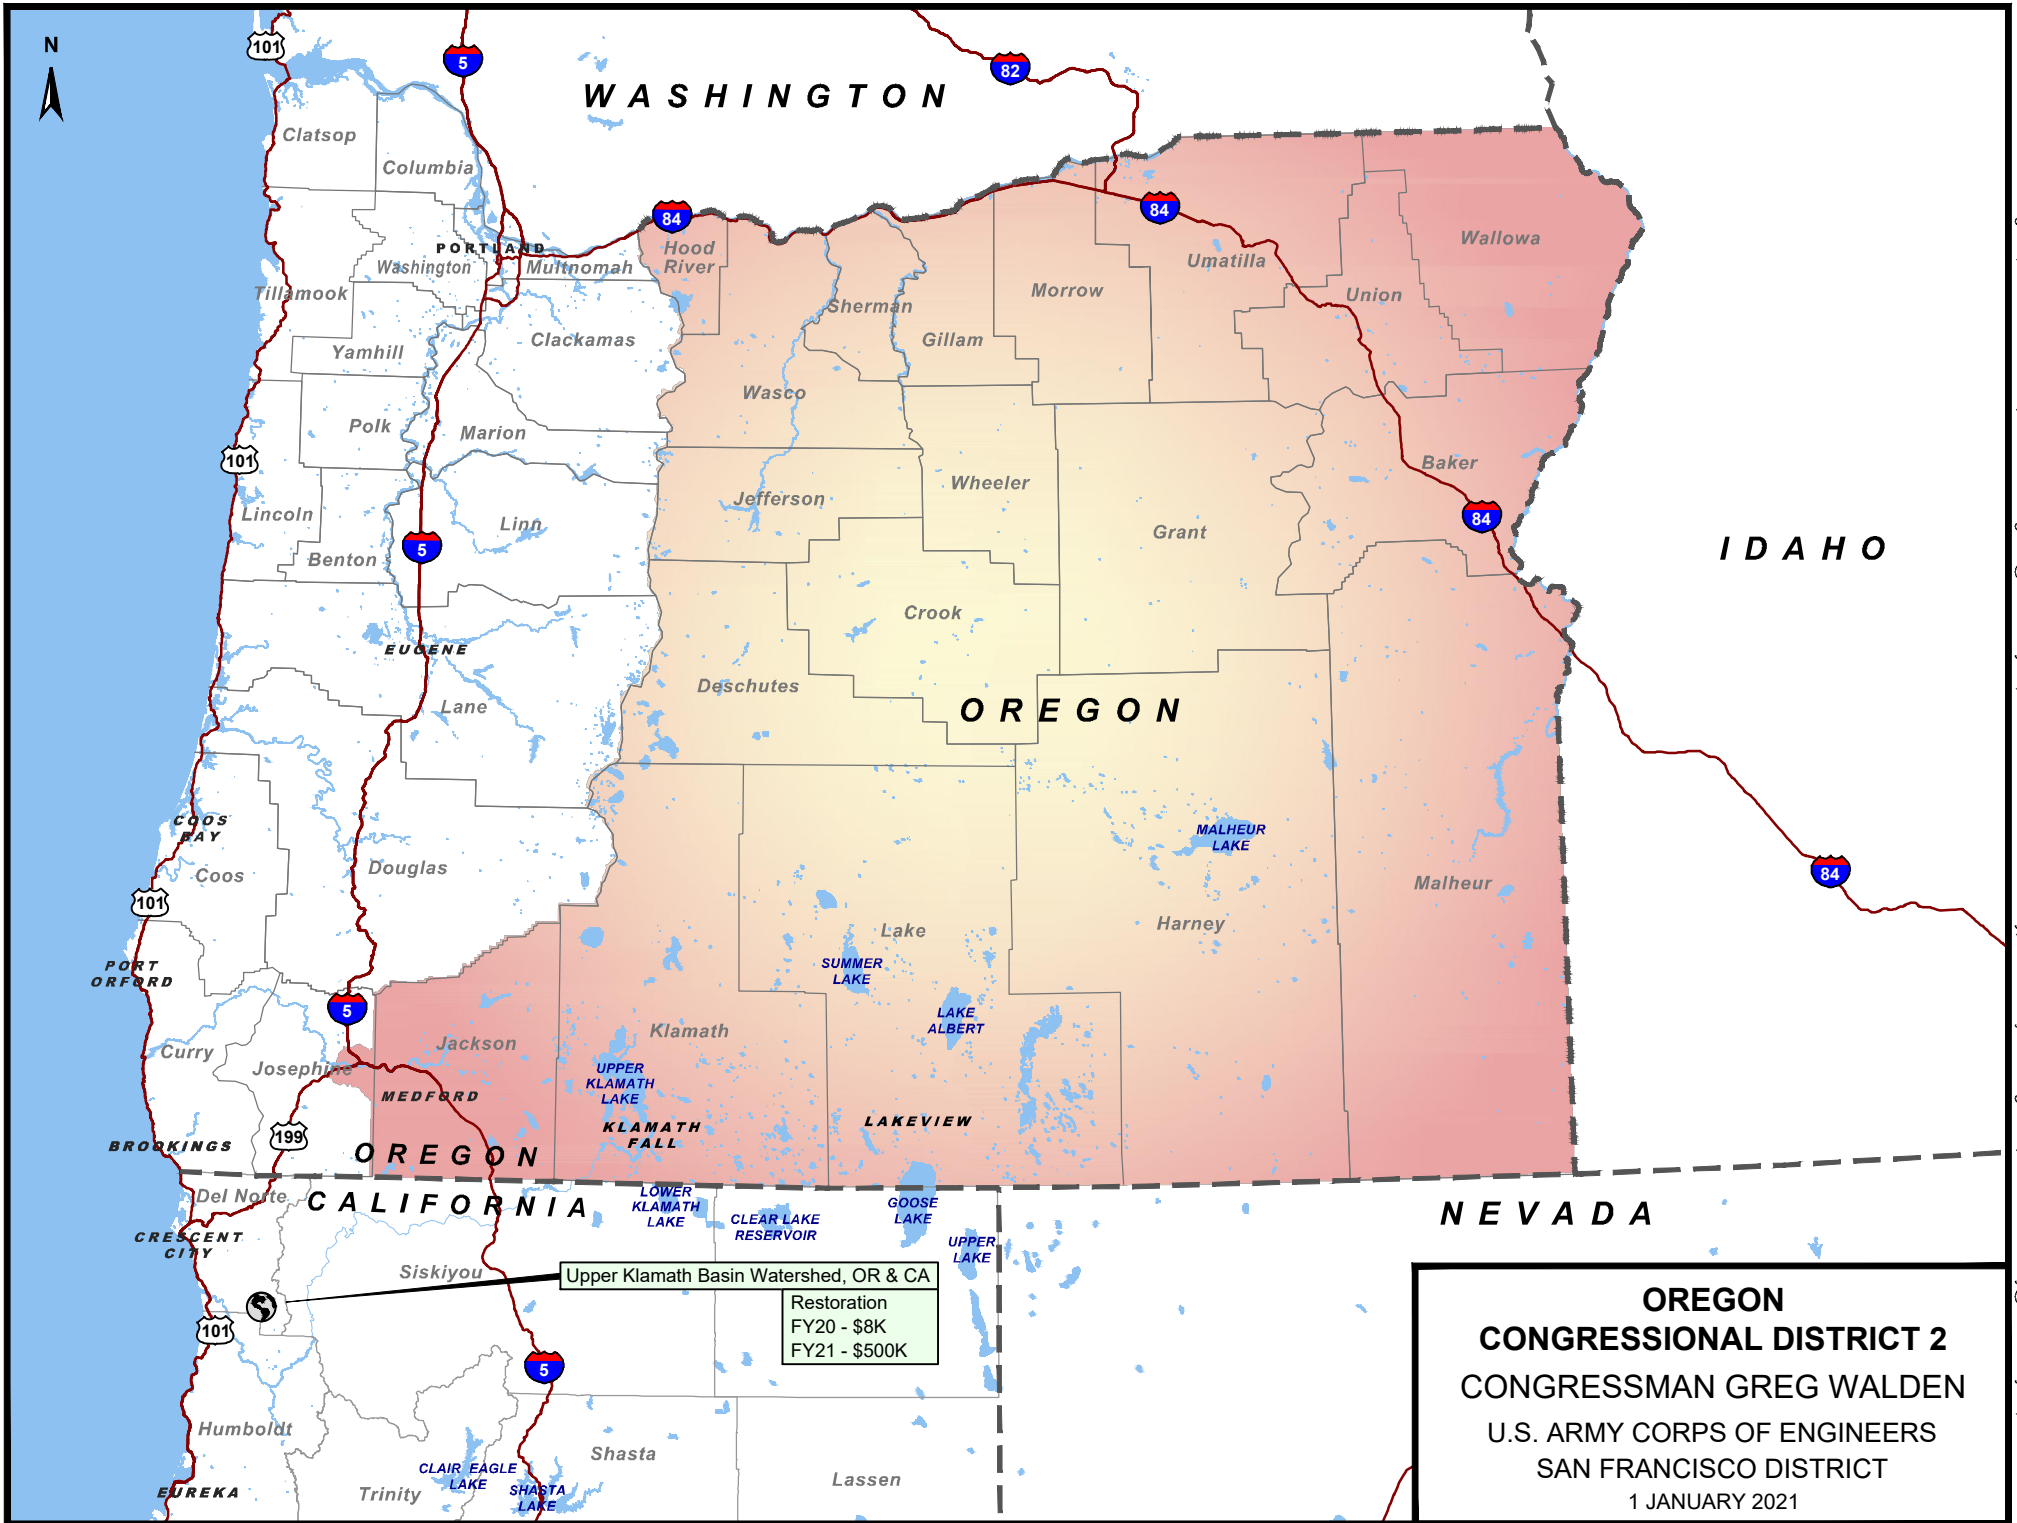 N
101
5
82
WASHINGTON
Clatsop
Columbia
84
84
PORTLAND
Hood
River
Wallowa
Washington
Multnomah
Umatilla
Tillamook
Sherman
Morrow
Union
Clackamas
Gillam
Yamhill
Wasco
Polk
Marion
101
Baker
Wheeler
Jefferson
Lincoln
Linn
84
Grant
5
Benton
IDAHO
Crook
EUGENE
Deschutes
Lane
OREGON
COOS
BAY
MALHEUR
LAKE
Douglas
Coos
84
Malheur
101
Lake
Harney
PORT
ORFORD
SUMMER
LAKE
5
LAKE
ALBERT
Klamath
Jackson
Curry
Josephine
UPPER
KLAMATH
LAKE
MEDFORD
LAKEVIEW
KLAMATH
FALL
199
BROOKINGS
OREGON
Del Norte
CALIFORNIA
LOWER
KLAMATH
LAKE
CLEAR LAKE
RESERVOIR
GOOSE
LAKE
NEVADA
CRESCENT
CITY
UPPER
LAKE
Siskiyou
Upper Klamath Basin Watershed, OR & CA
Restoration
FY20 - $8K
FY21 - $500K
101
5
Humboldt
Shasta
CLAIR EAGLE
LAKE
Lassen
EUREKA
Trinity
SHASTA
LAKE
OREGON
CONGRESSIONAL DISTRICT 2
CONGRESSMAN GREG WALDEN
U.S. ARMY CORPS OF ENGINEERS
SAN FRANCISCO DISTRICT
1 JANUARY 2021